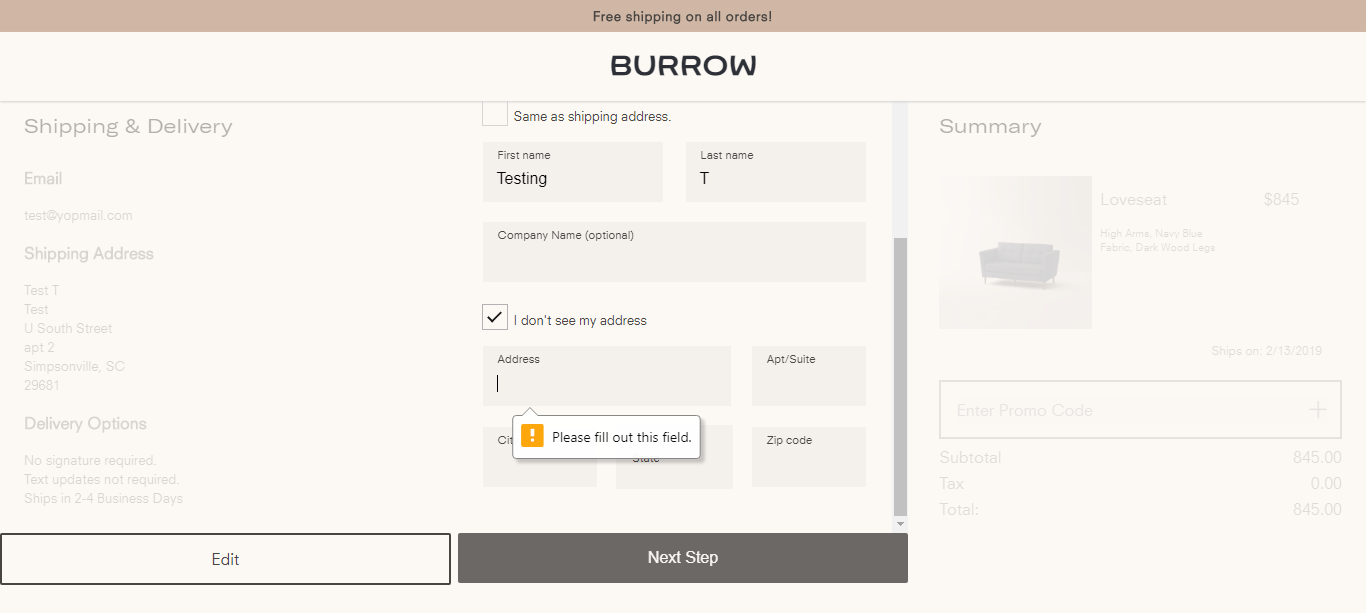 Free shipping on all orders!
BURROW
Shipping & Delivery
Email
test@yopmail.com
Shipping Address
Test T
Test
U South Street
apt 2
Simpsonville, SC
29681
Delivery Options
No signature required.
Text updates not required.
Ships in 2-4 Business Days
Edit
Same as shipping address.
First name
Testing
Last name
T
Company Name (optional)
I don't see my address
Address
Apt/Suite
Please fill out this field.
State
Zip code
Next Step
Summary
Loveseat $845
High Arms, Navy Blue
Fabric, Dark Wood Legs
Ships on: 2/13/2019
Enter Promo Code
Subtotal 845.00
Tax 0.00
Total: 845.00